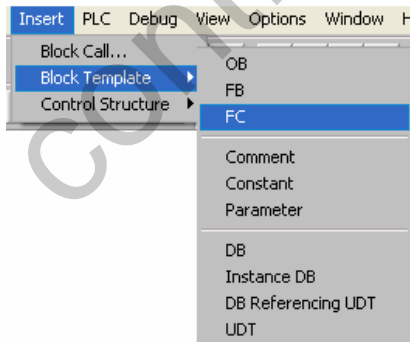 Insert PLC Debug View Options Window H
Block Call...
Block Template
Control Structure
OB
FB
FC
Comment
Constant
Parameter
DB
Instance DB
DB Referencing UDT
UDT
cont